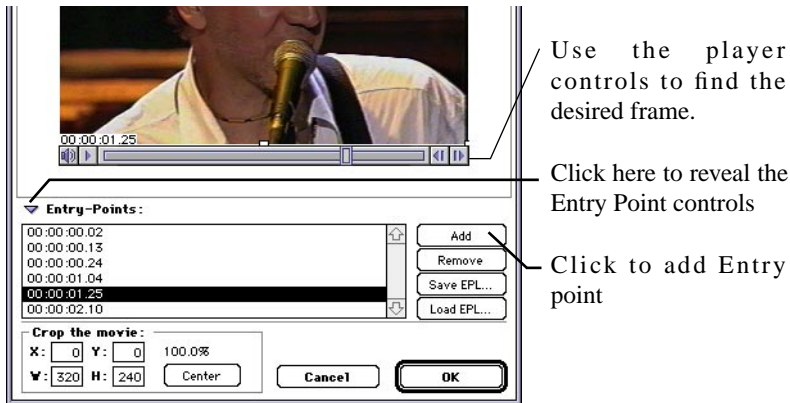 Use the player
controls to find the
desired frame.
00:00:01.25
Click here to reveal the
Entry Point controls
Entry-Points:
00:00:00.02
00:00:00.13
00:00:00.24
00:00:01.04
00:00:01.25
00:00:02.10
Add
Remove
Save EPL...
Load EPL...
Click to add Entry
point
Crop the movie:
X: 0 Y: 0 100.0%
W: 320 H: 240 Center
Cancel
OK